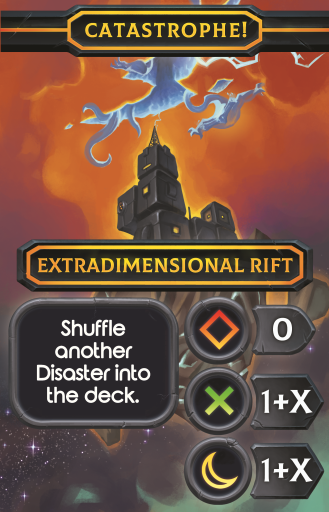 CATASTROPHE!
EXTRADIMENSIONAL RIFT
Shuffle
another
Disaster into
the deck.
0
1+X
1+X